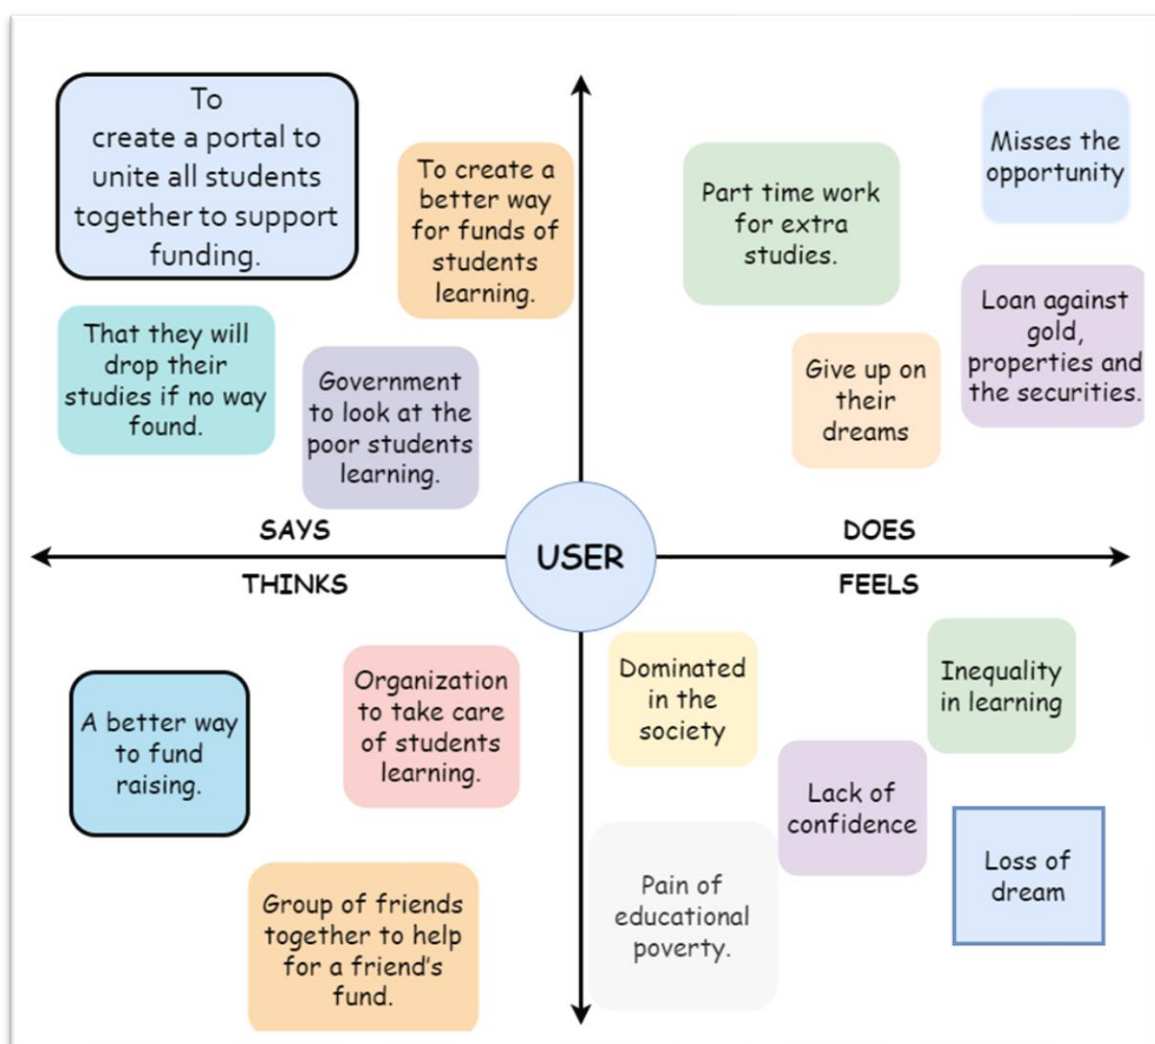 To
create a portal to
unite all students
together to support
funding.
To create a
better way
for funds of
students
learning.
That they will
drop their
studies if no way
found.
Government
to look at the
poor students
learning.
Part time work
for extra
studies.
Misses the
opportunity
Loan against
gold,
properties and
the securities.
Give up on
their
dreams
SAYS
DOES
USER
THINKS
FEELS
A better way
to fund
raising.
Organization
to take care
of students
learning.
Group of friends
together to help
for a friend's
fund.
Dominated
in the
society
Inequality
in learning
Lack of
confidence
Pain of
educational
poverty.
Loss of
dream